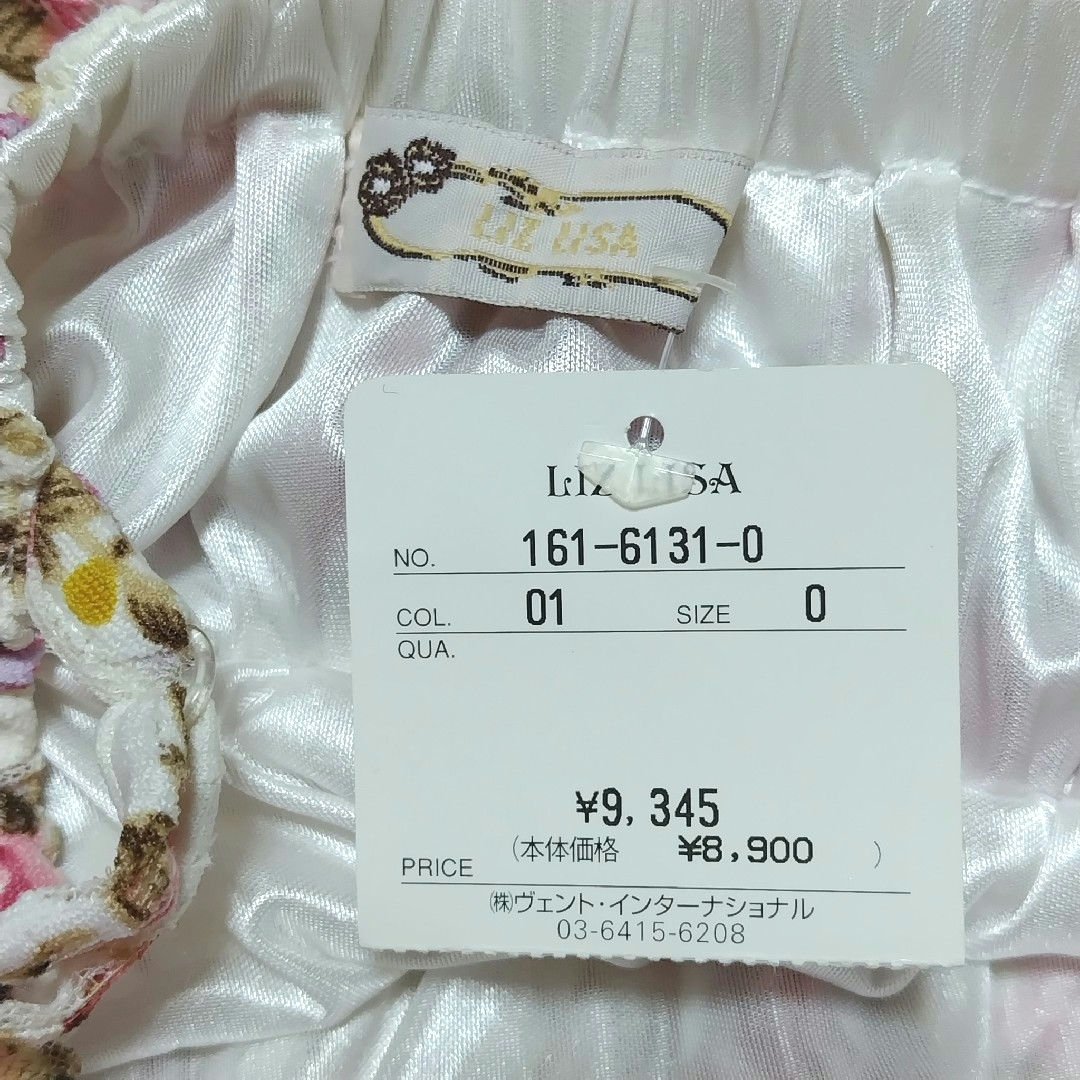 LIZ LISA
LIZ LISA
NO. 161-6131-0
COL. 01 SIZE 0
QUA.
¥9,345
(本体価格 ¥8,900 )
PRICE
㈱ヴェント・インターナショナル
03-6415-6208